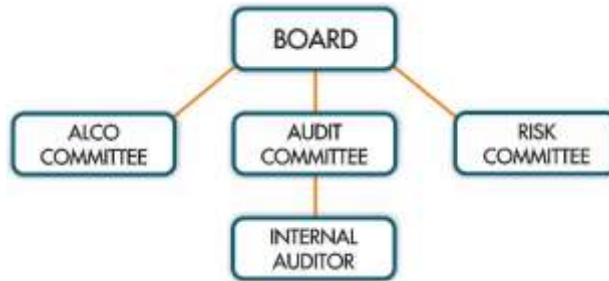 BOARD
ALCO
COMMITTEE
AUDIT
COMMITTEE
RISK
COMMITTEE
INTERNAL
AUDITOR